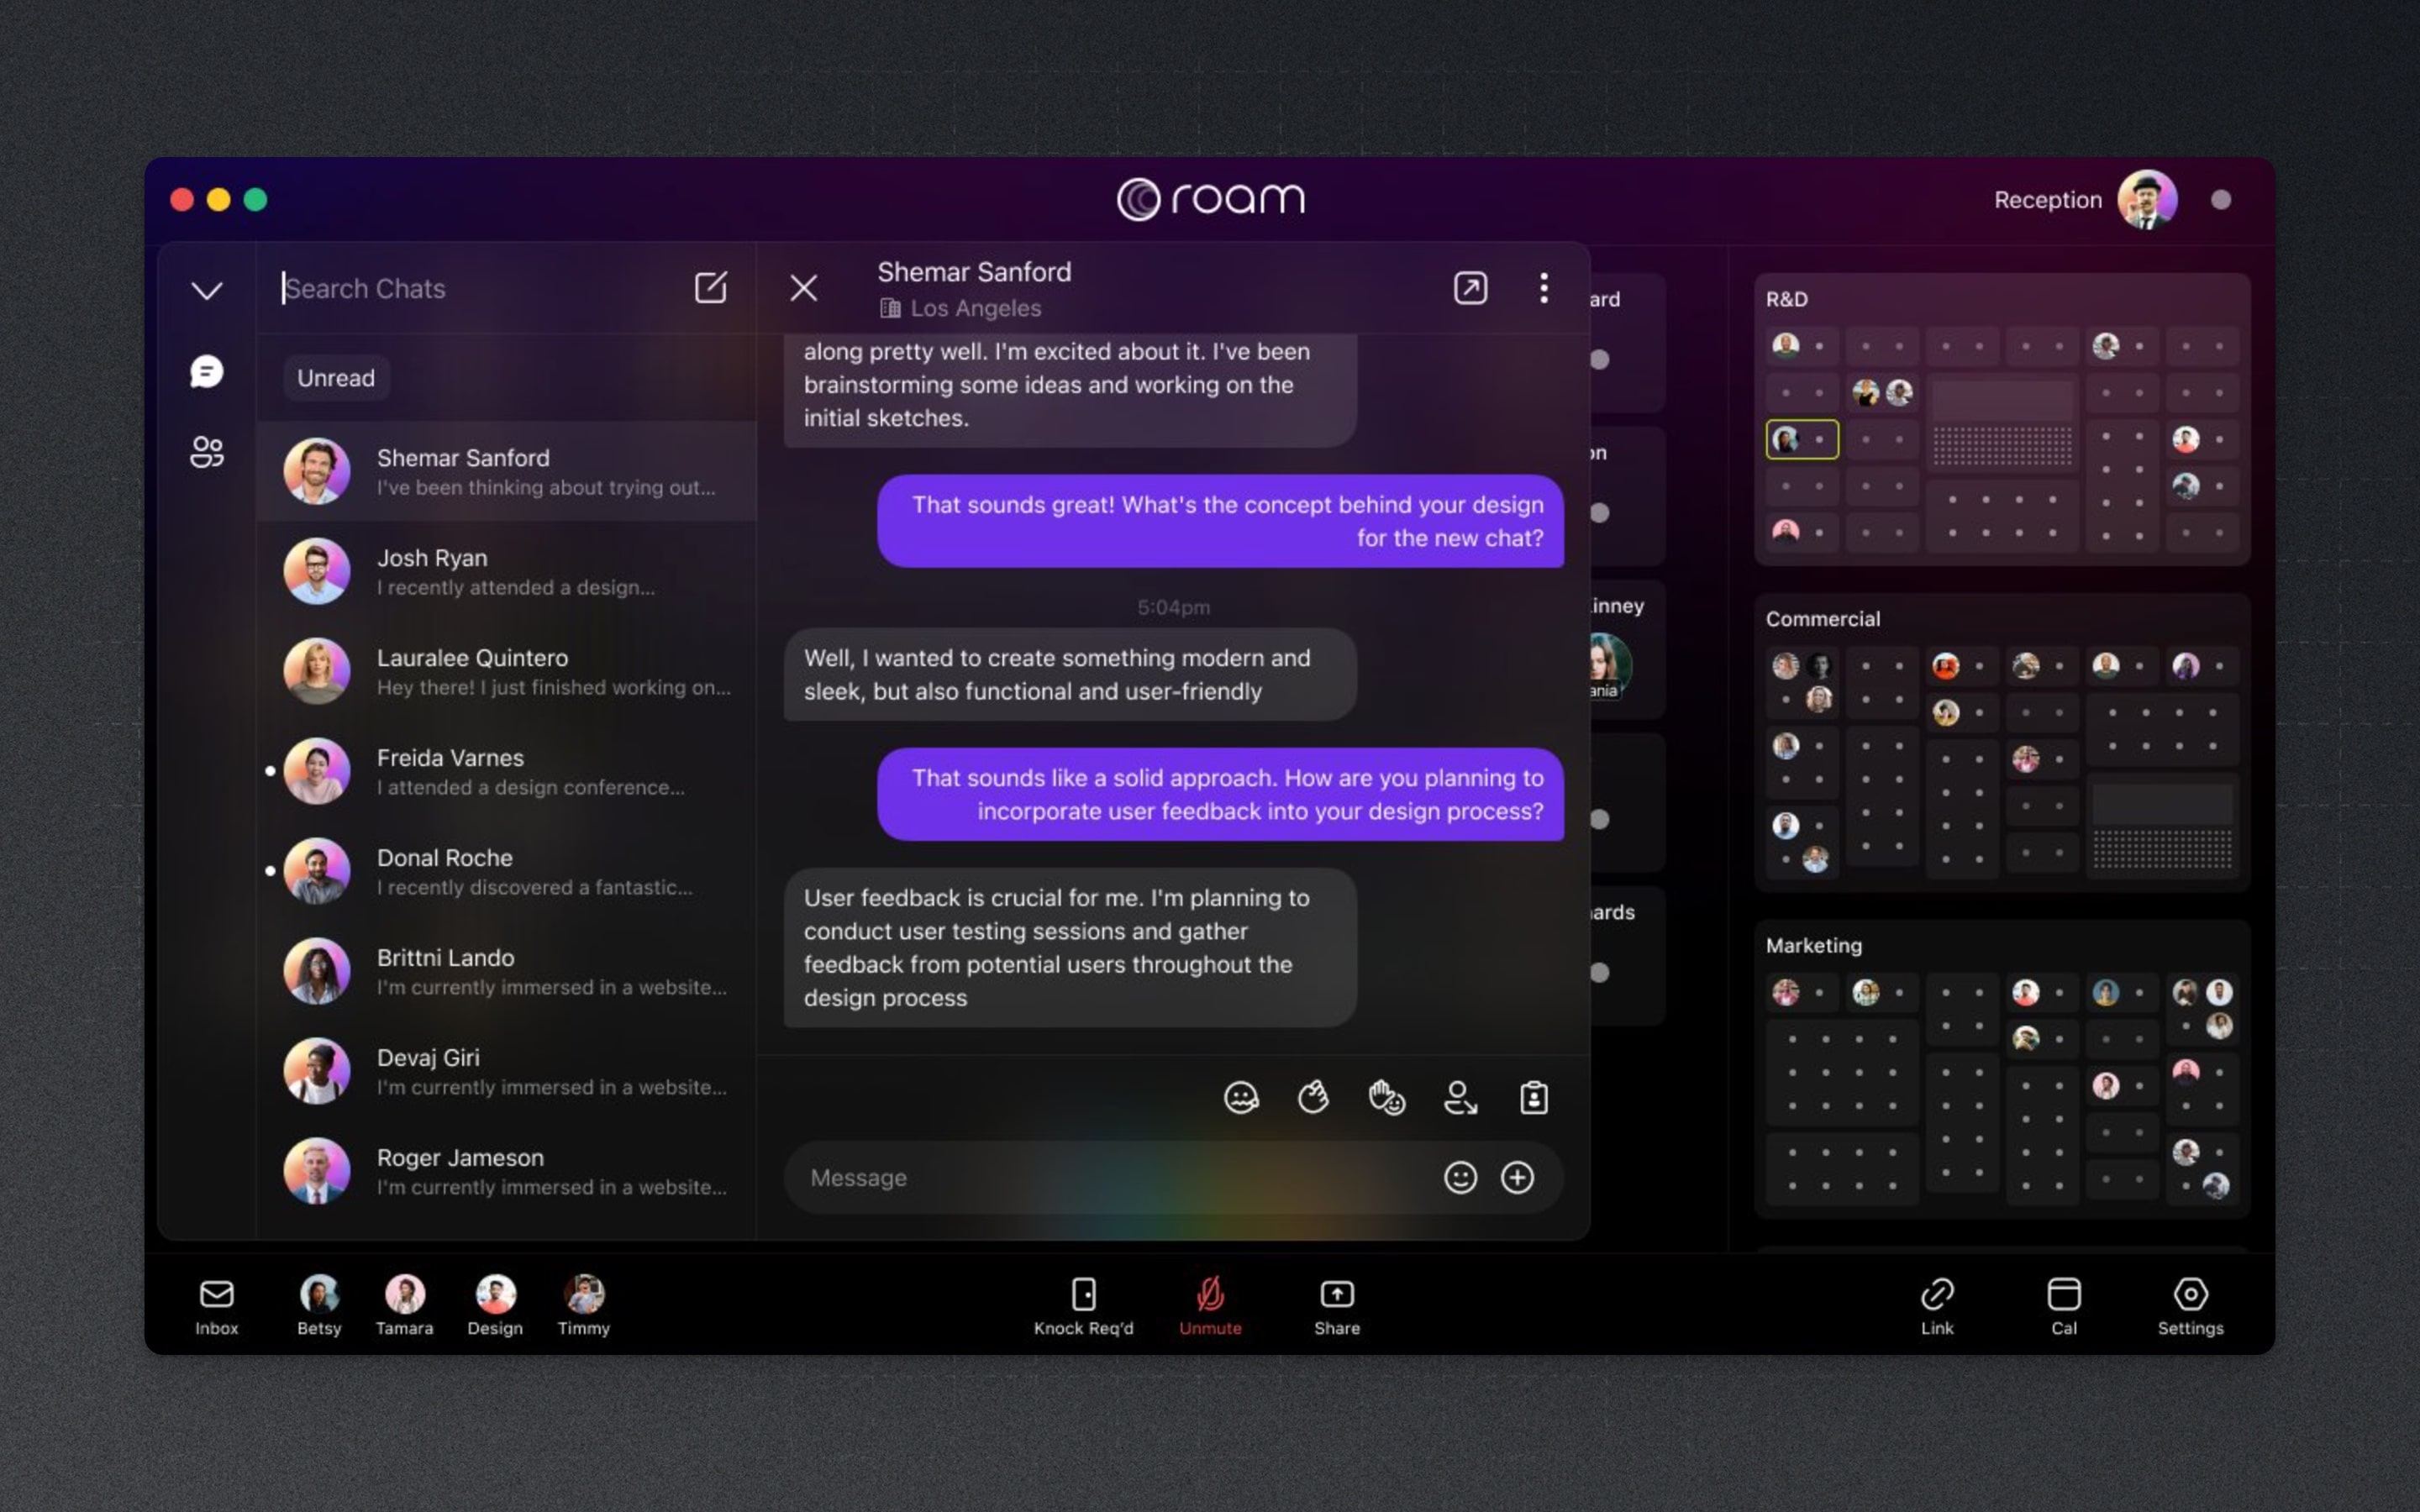 roam
Reception
Search Chats
Unread
Shemar Sanford
I've been thinking about trying out...
Josh Ryan
I recently attended a design...
Lauralee Quintero
Hey there! I just finished working on...
Freida Varnes
I attended a design conference...
Donal Roche
I recently discovered a fantastic...
Brittni Lando
I'm currently immersed in a website...
Devaj Giri
I'm currently immersed in a website...
Roger Jameson
I'm currently immersed in a website...
Shemar Sanford
Los Angeles
along pretty well. I'm excited about it. I've been
brainstorming some ideas and working on the
initial sketches.
That sounds great! What's the concept behind your design
for the new chat?
5:04pm
Well, I wanted to create something modern and
sleek, but also functional and user-friendly
That sounds like a solid approach. How are you planning to
incorporate user feedback into your design process?
User feedback is crucial for me. I'm planning to
conduct user testing sessions and gather
feedback from potential users throughout the
design process
Message
ard
on
inney
ania
ards
R&D
Commercial
Marketing
Inbox
Betsy
Tamara
Design
Timmy
Knock Req'd
Unmute
Share
Link
Cal
Settings